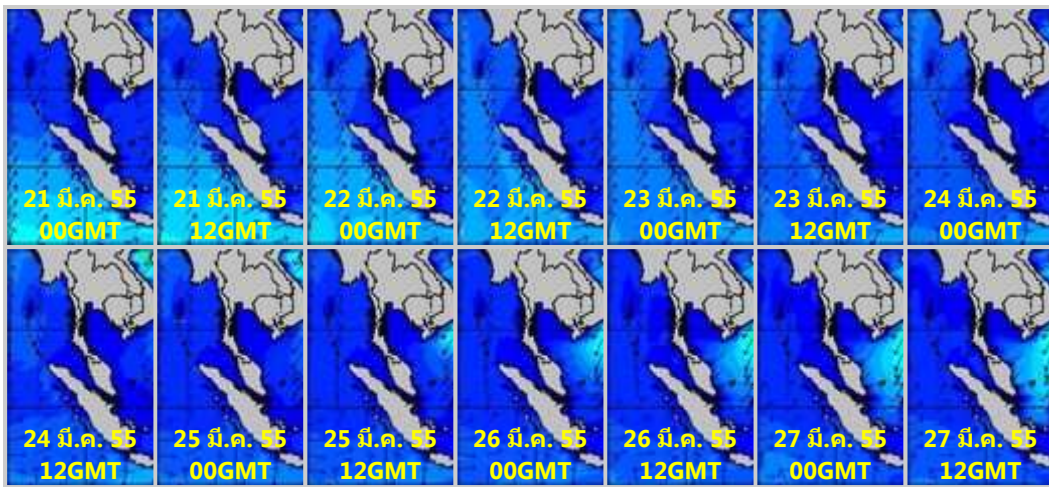 21 มี.ค. 55
00GMT
21 มี.ค. 55
12GMT
22 มี.ค. 55
00GMT
22 มี.ค. 55
12GMT
23 มี.ค. 55
00GMT
23 มี.ค. 55
12GMT
24 มี.ค. 55
00GMT
24 มี.ค. 55
12GMT
25 มี.ค. 55
00GMT
25 มี.ค. 55
12GMT
26 มี.ค. 55
00GMT
26 มี.ค. 55
12GMT
27 มี.ค. 55
00GMT
27 มี.ค. 55
12GMT